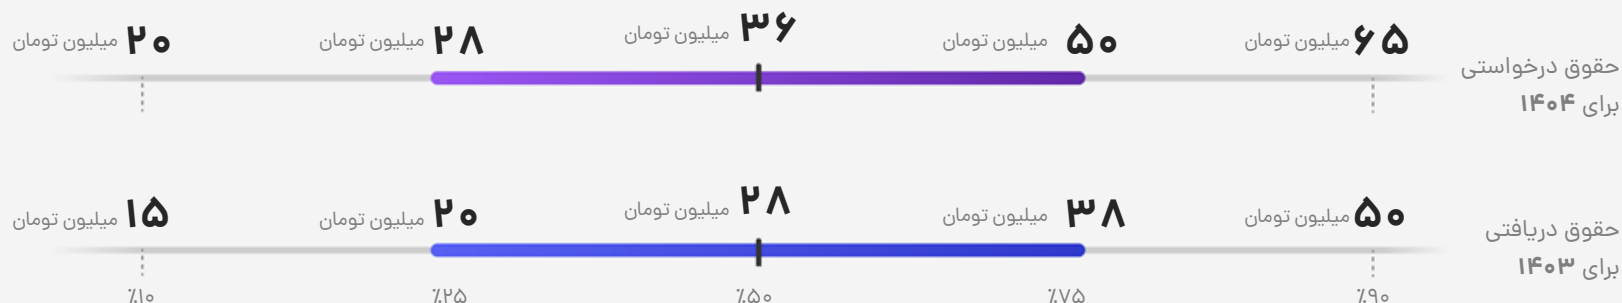 ۲۰ میلیون تومان
۲۸ میلیون تومان
۳۶ میلیون تومان
۵۰ میلیون تومان
۶۵ میلیون تومان
حقوق درخواستی
برای ۱۴۰۴
۱۵ میلیون تومان
۲۰ میلیون تومان
۲۸ میلیون تومان
۳۸ میلیون تومان
۵۰ میلیون تومان
حقوق دریافتی
برای ۱۴۰۳
٪۱۰
٪۲۵
٪۵۰
٪۷۵
٪۹۰